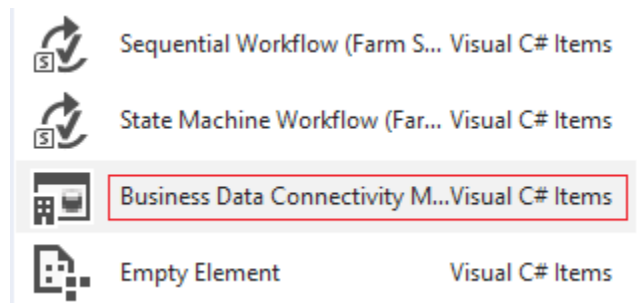 Sequential Workflow (Farm S... Visual C# Items
State Machine Workflow (Far... Visual C# Items
Business Data Connectivity M...Visual C# Items
Empty Element Visual C# Items